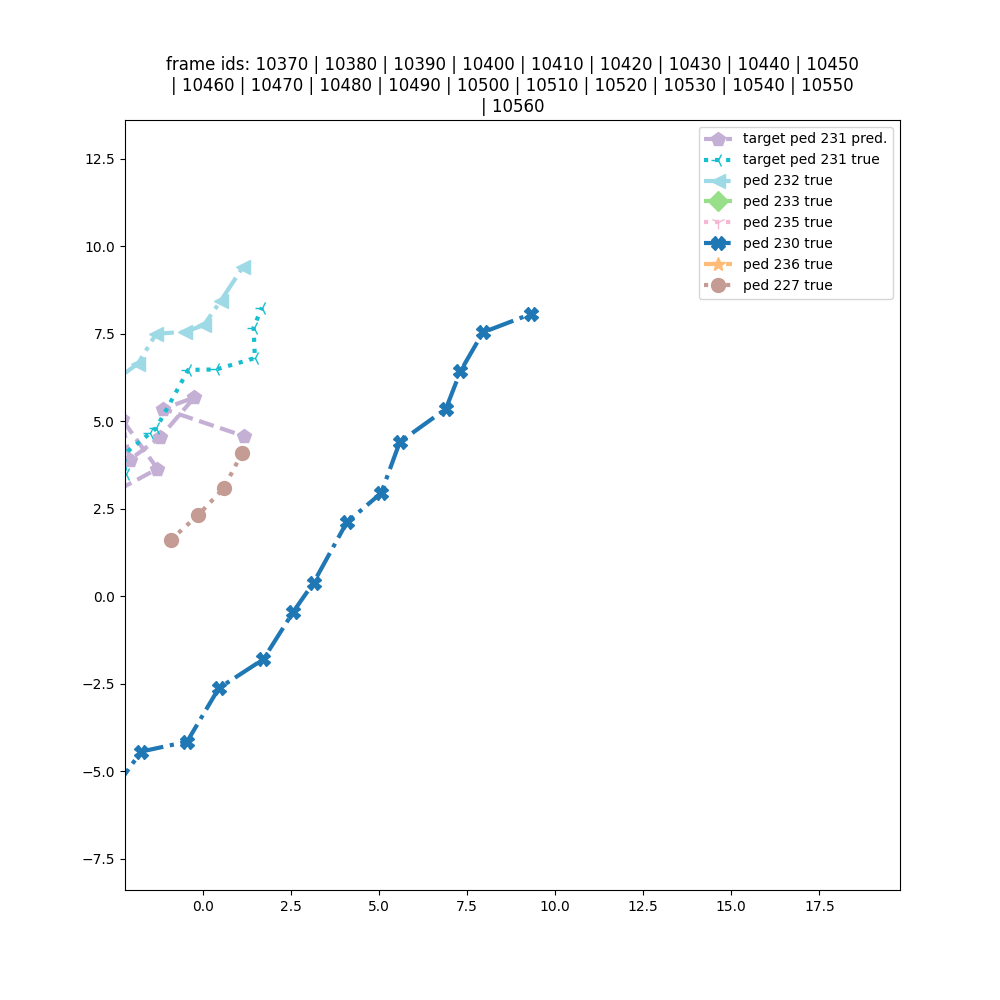 frame ids: 10370 | 10380 | 10390 | 10400 | 10410 | 10420 | 10430 | 10440 | 10450
| 10460 | 10470 | 10480 | 10490 | 10500 | 10510 | 10520 | 10530 | 10540 | 10550
| 10560
target ped 231 pred.
target ped 231 true
ped 232 true
ped 233 true
ped 235 true
ped 230 true
ped 236 true
ped 227 true
12.5
10.0
7.5
5.0
2.5
0.0
−2.5
−5.0
−7.5
0.0 2.5 5.0 7.5 10.0 12.5 15.0 17.5